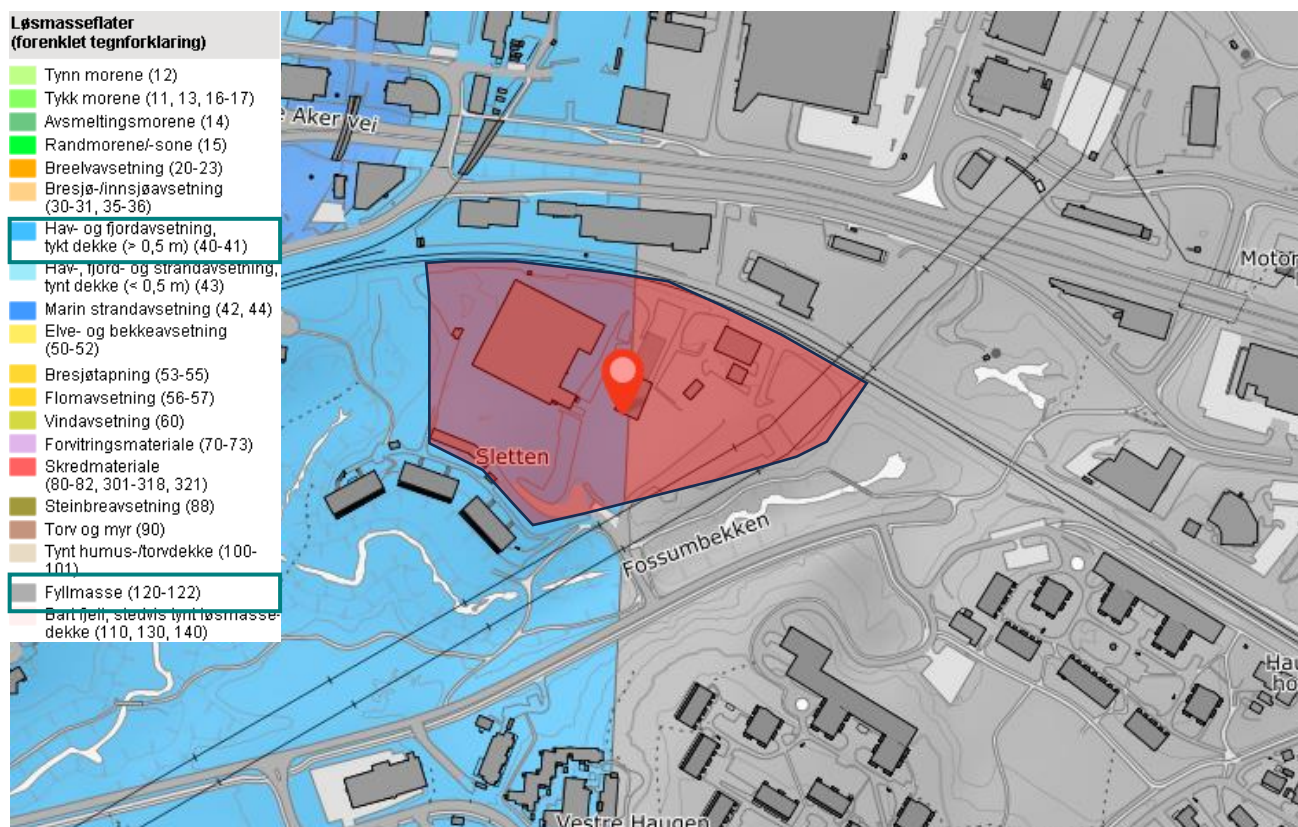 Løsmasseflater
(forenklet tegnforklaring)
Tynn morene (12)
Tykk morene (11, 13, 16-17)
Avsmeltingsmorene (14)
Randmorene/-sone (15)
Breelvavsetning (20-23)
Bresjø-/innsjøavsetning
(30-31, 35-36)
Hav- og fjordavsetning,
tykt dekke (> 0,5 m) (40-41)
Hav-, fjord- og strandavsetning,
tynt dekke (< 0,5 m) (43)
Marin strandavsetning (42, 44)
Elve- og bekkeavsetning
(50-52)
Bresjøtapning (53-55)
Flomavsetning (56-57)
Vindavsetning (60)
Forvitringsmateriale (70-73)
Skredmateriale
(80-82, 301-318, 321)
Steinbreavsetning (88)
Torv og myr (90)
Tynt humus-/torvdekke (100-
101)
Fyllmasse (120-122)
Bart fjell, stedvis tynt løsmasse-
dekke (110, 130, 140)
e Aker vei
Motor
Sletten
Fossumbekken
Hau
ho
Vestre Haugen